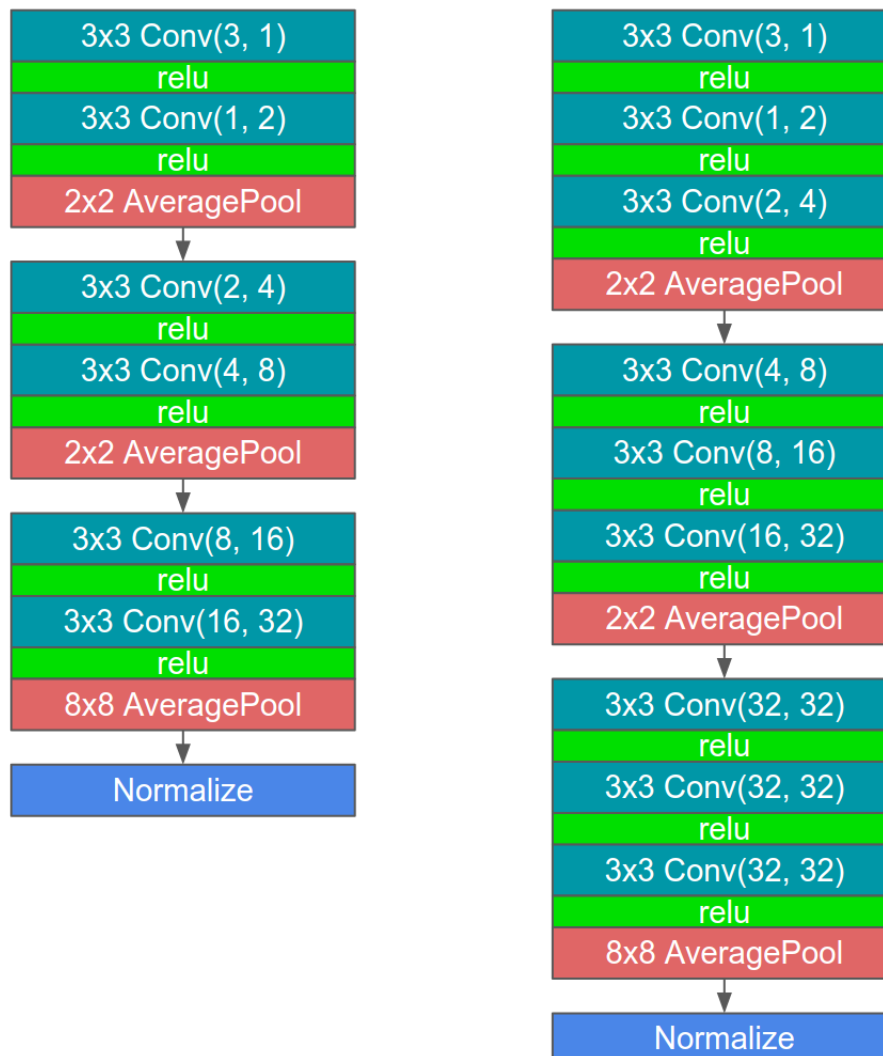 3x3 Conv(3, 1)
relu
3x3 Conv(1, 2)
relu
2x2 AveragePool
3x3 Conv(2, 4)
relu
3x3 Conv(4, 8)
relu
2x2 AveragePool
3x3 Conv(8, 16)
relu
3x3 Conv(16, 32)
relu
8x8 AveragePool
Normalize
3x3 Conv(3, 1)
relu
3x3 Conv(1, 2)
relu
3x3 Conv(2, 4)
relu
2x2 AveragePool
3x3 Conv(4, 8)
relu
3x3 Conv(8, 16)
relu
3x3 Conv(16, 32)
relu
2x2 AveragePool
3x3 Conv(32, 32)
relu
3x3 Conv(32, 32)
relu
3x3 Conv(32, 32)
relu
8x8 AveragePool
Normalize